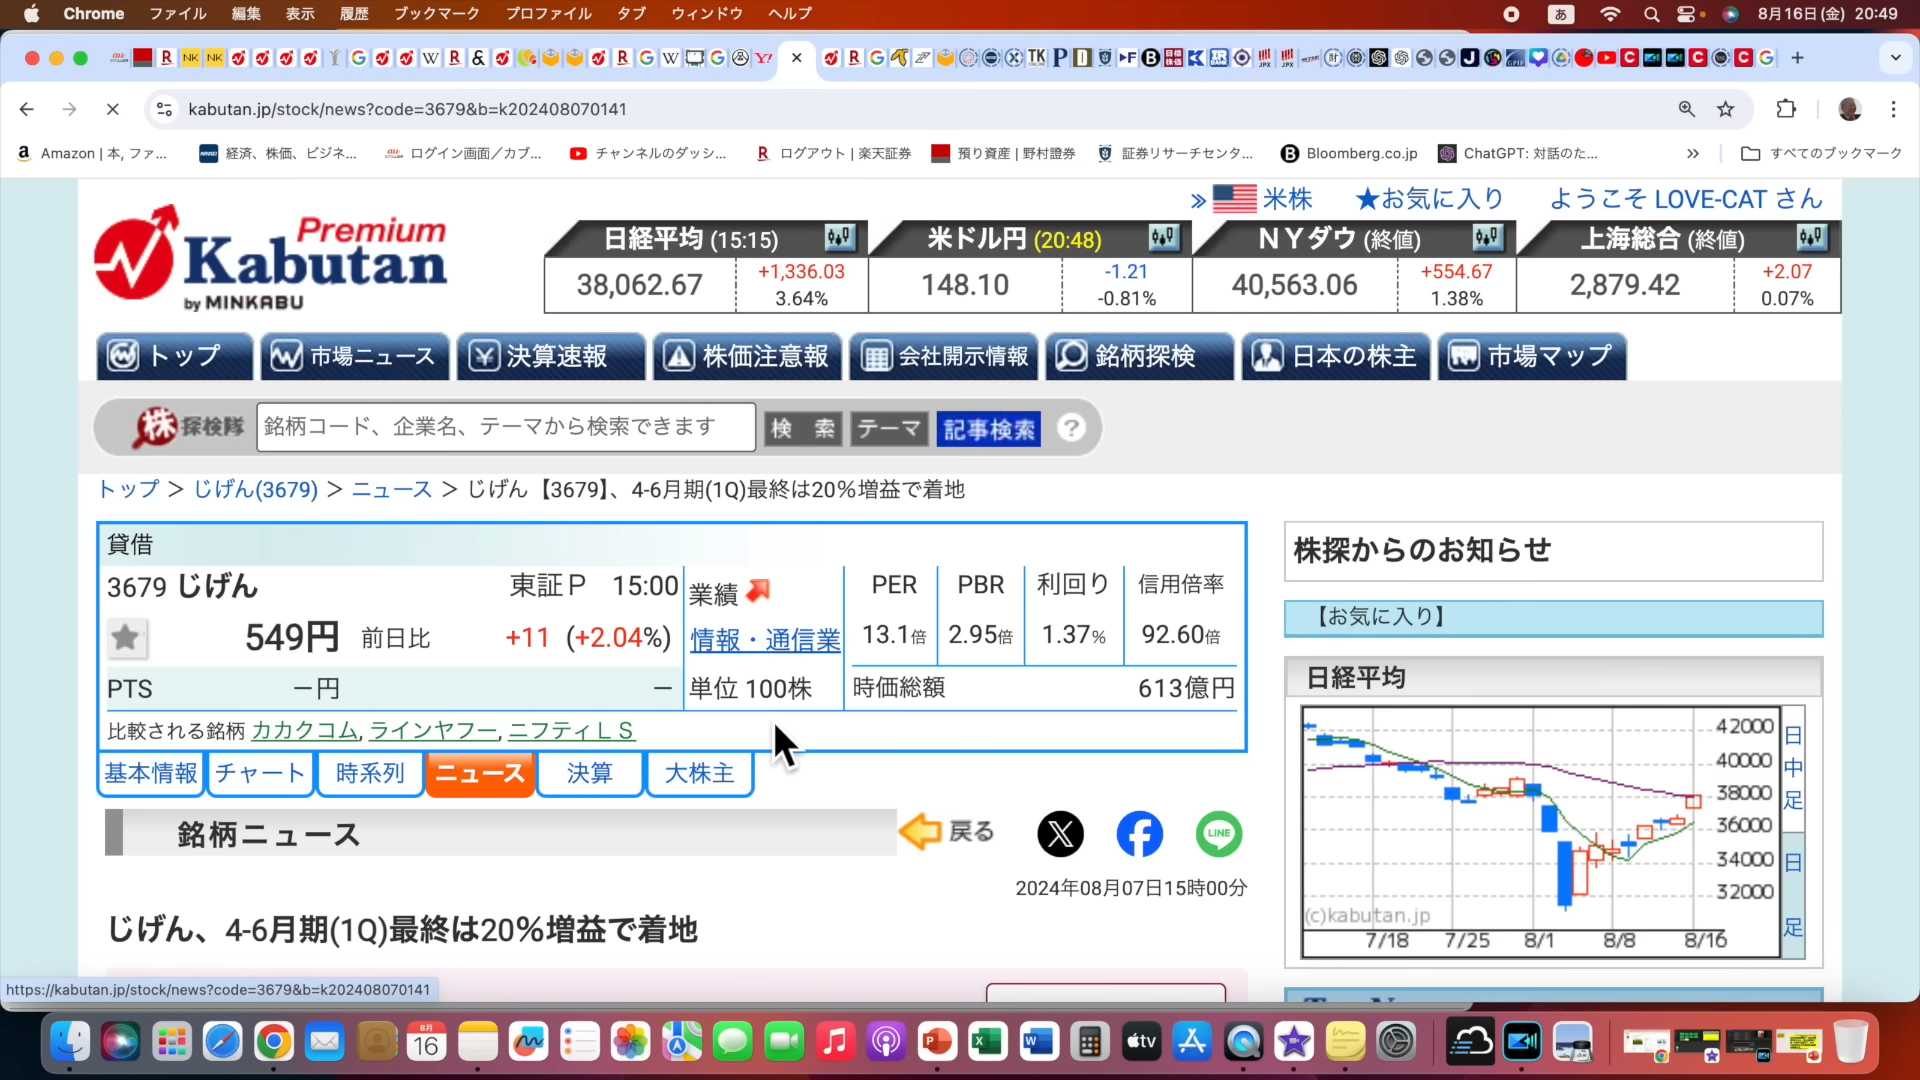 Chrome ファイル 編集 表示 履歴 ブックマーク プロファイル タブ ウィンドウ ヘルプ あ 8月16日(金) 20:49
kabutan.jp/stock/news?code=3679&b=k202408070141
Amazon | 本, ファ... 経済、株価、ビジネ... ログイン画面／カブ... チャンネルのダッシ... ログアウト | 楽天証券 預り資産 | 野村證券 証券リサーチセンタ... Bloomberg.co.jp ChatGPT: 対話のた... » すべてのブックマーク
» 米株 ★お気に入り ようこそ LOVE-CAT さん
Premium
Kabutan
by MINKABU
日経平均 (15:15) 米ドル円 (20:48) ＮＹダウ (終値) 上海総合 (終値)
38,062.67 +1,336.03 3.64% 148.10 -1.21 -0.81% 40,563.06 +554.67 1.38% 2,879.42 +2.07 0.07%
トップ 市場ニュース 決算速報 株価注意報 会社開示情報 銘柄探検 日本の株主 市場マップ
株探検隊 銘柄コード、企業名、テーマから検索できます 検 索 テーマ 記事検索 ?
トップ > じげん(3679) > ニュース > じげん【3679】、4-6月期(1Q)最終は20%増益で着地
貸借
3679 じげん 東証Ｐ 15:00 業績 PER PBR 利回り 信用倍率
549円 前日比 +11 (+2.04%) 情報・通信業 13.1倍 2.95倍 1.37% 92.60倍
PTS －円 － 単位 100株 時価総額 613億円
比較される銘柄 カカクコム, ラインヤフー, ニフティＬＳ
基本情報 チャート 時系列 ニュース 決算 大株主
銘柄ニュース 戻る LINE
2024年08月07日15時00分
じげん、4-6月期(1Q)最終は20%増益で着地
株探からのお知らせ
【お気に入り】
日経平均
42000
40000
38000
36000
34000
32000
(c)kabutan.jp
7/18 7/25 8/1 8/8 8/16
日中足
日足
https://kabutan.jp/stock/news?code=3679&b=k202408070141
8月
16
tv